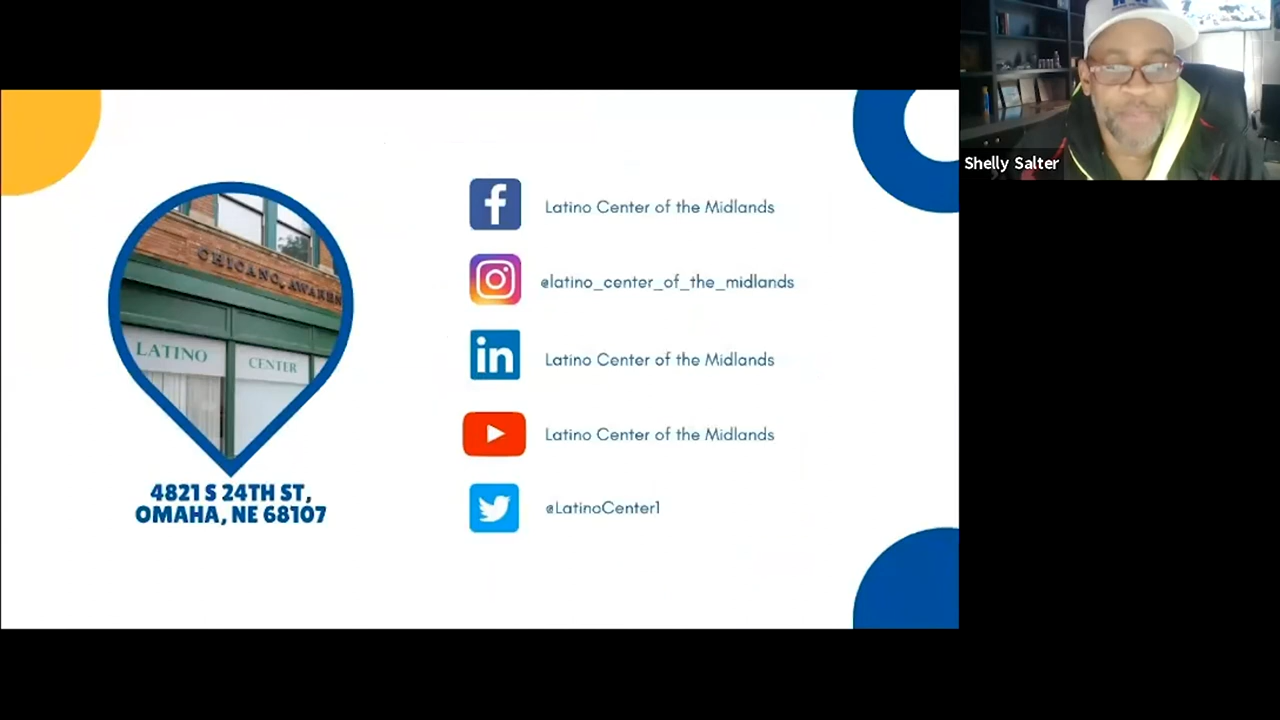 CHICANO, AWAREN
LATINO
CENTER
4821 S 24TH ST,
OMAHA, NE 68107
f
Latino Center of the Midlands
@latino_center_of_the_midlands
in
Latino Center of the Midlands
Latino Center of the Midlands
@LatinoCenter1
Shelly Salter